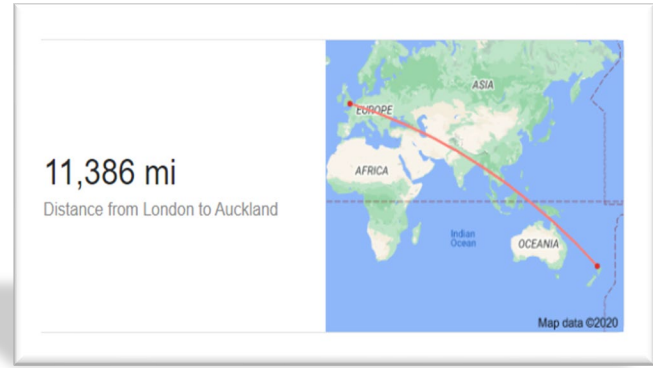 11,386 mi
Distance from London to Auckland
ASIA
EUROPE
AFRICA
Indian
Ocean
OCEANIA
Map data ©2020